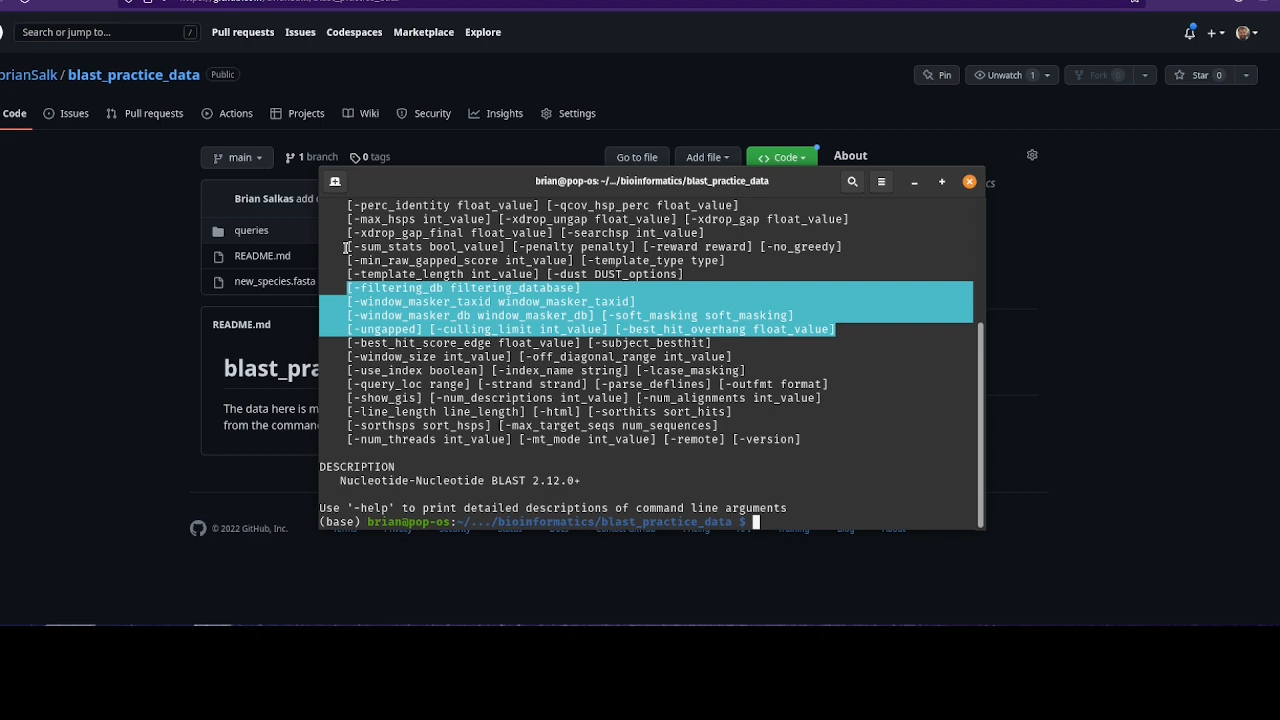 Search or jump to...
/
Pull requests
Issues
Codespaces
Marketplace
Explore
brianSalk / blast_practice_data
Public
Pin
Unwatch 1
Fork 0
Star 0
Code
Issues
Pull requests
Actions
Projects
Wiki
Security
Insights
Settings
main
1 branch
0 tags
Go to file
Add file
Code
About
Brian Salkas add
queries
README.md
new_species.fasta
README.md
blast_pra
The data here is m
from the comman
brian@pop-os: ~/.../bioinformatics/blast_practice_data
[-perc_identity float_value] [-qcov_hsp_perc float_value]
[-max_hsps int_value] [-xdrop_ungap float_value] [-xdrop_gap float_value]
[-xdrop_gap_final float_value] [-searchsp int_value]
[-sum_stats bool_value] [-penalty penalty] [-reward reward] [-no_greedy]
[-min_raw_gapped_score int_value] [-template_type type]
[-template_length int_value] [-dust DUST_options]
[-filtering_db filtering_database]
[-window_masker_taxid window_masker_taxid]
[-window_masker_db window_masker_db] [-soft_masking soft_masking]
[-ungapped] [-culling_limit int_value] [-best_hit_overhang float_value]
[-best_hit_score_edge float_value] [-subject_besthit]
[-window_size int_value] [-off_diagonal_range int_value]
[-use_index boolean] [-index_name string] [-lcase_masking]
[-query_loc range] [-strand strand] [-parse_deflines] [-outfmt format]
[-show_gis] [-num_descriptions int_value] [-num_alignments int_value]
[-line_length line_length] [-html] [-sorthits sort_hits]
[-sorthsps sort_hsps] [-max_target_seqs num_sequences]
[-num_threads int_value] [-mt_mode int_value] [-remote] [-version]
DESCRIPTION
Nucleotide-Nucleotide BLAST 2.12.0+
Use '-help' to print detailed descriptions of command line arguments
(base) brian@pop-os:~/.../bioinformatics/blast_practice_data $
© 2022 GitHub, Inc.